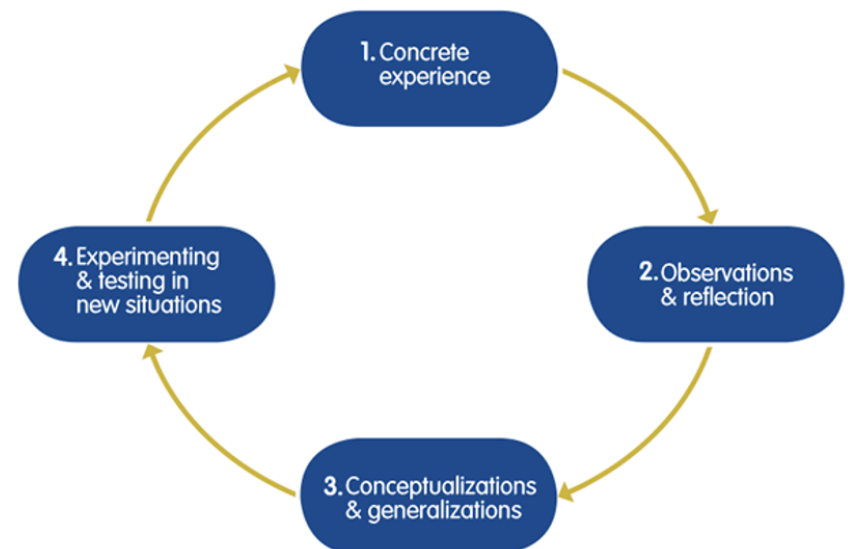 1. Concrete
experience
2. Observations
& reflection
3. Conceptualizations
& generalizations
4. Experimenting
& testing in
new situations